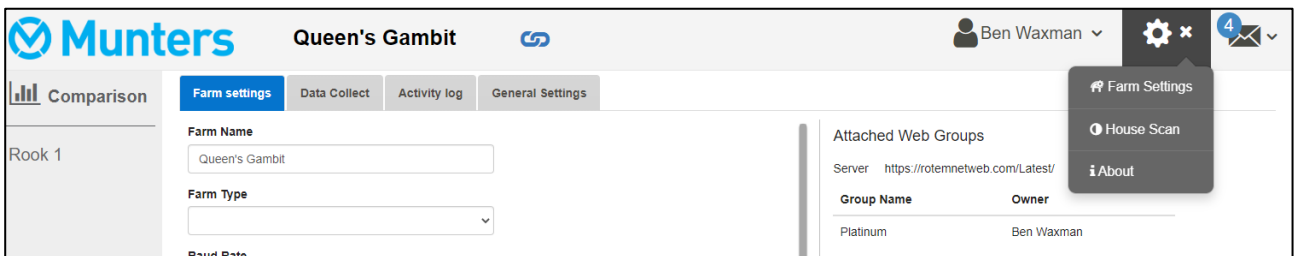 Munters
Queen's Gambit
Ben Waxman
4
Comparison
Rook 1
Farm settings
Data Collect
Activity log
General Settings
Farm Name
Queen's Gambit
Farm Type
Baud Rate
Attached Web Groups
Server https://rotemnetweb.com/Latest/
Group Name Owner
Platinum Ben Waxman
Farm Settings
House Scan
About